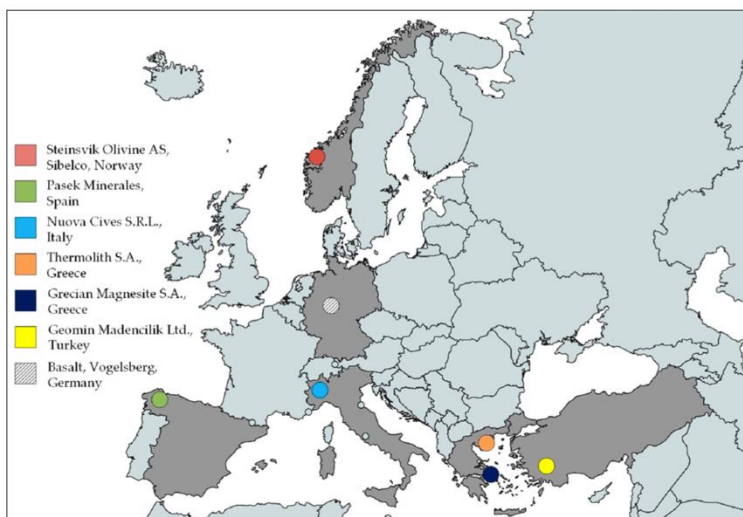 Steinsvik Olivine AS,
Sibelco, Norway
Pasek Minerales,
Spain
Nuova Cives S.R.L.,
Italy
Thermolith S.A.,
Greece
Grecian Magnesite S.A.,
Greece
Geomin Madencilik Ltd.,
Turkey
Basalt, Vogelsberg,
Germany